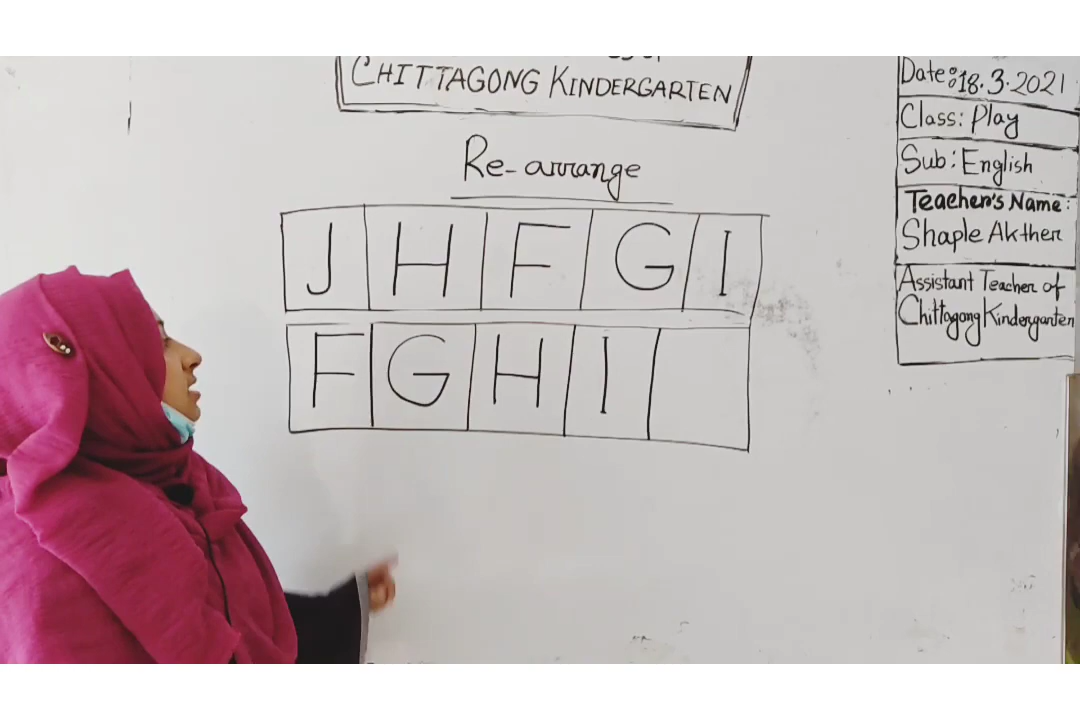 CHITTAGONG KINDERGARTEN
Re-arrange
J H F G I
F G H I
Date: 18.3.2021
Class: Play
Sub: English
Teacher's Name:
Shaple Akther
Assistant Teacher of
Chittagong Kindergarten